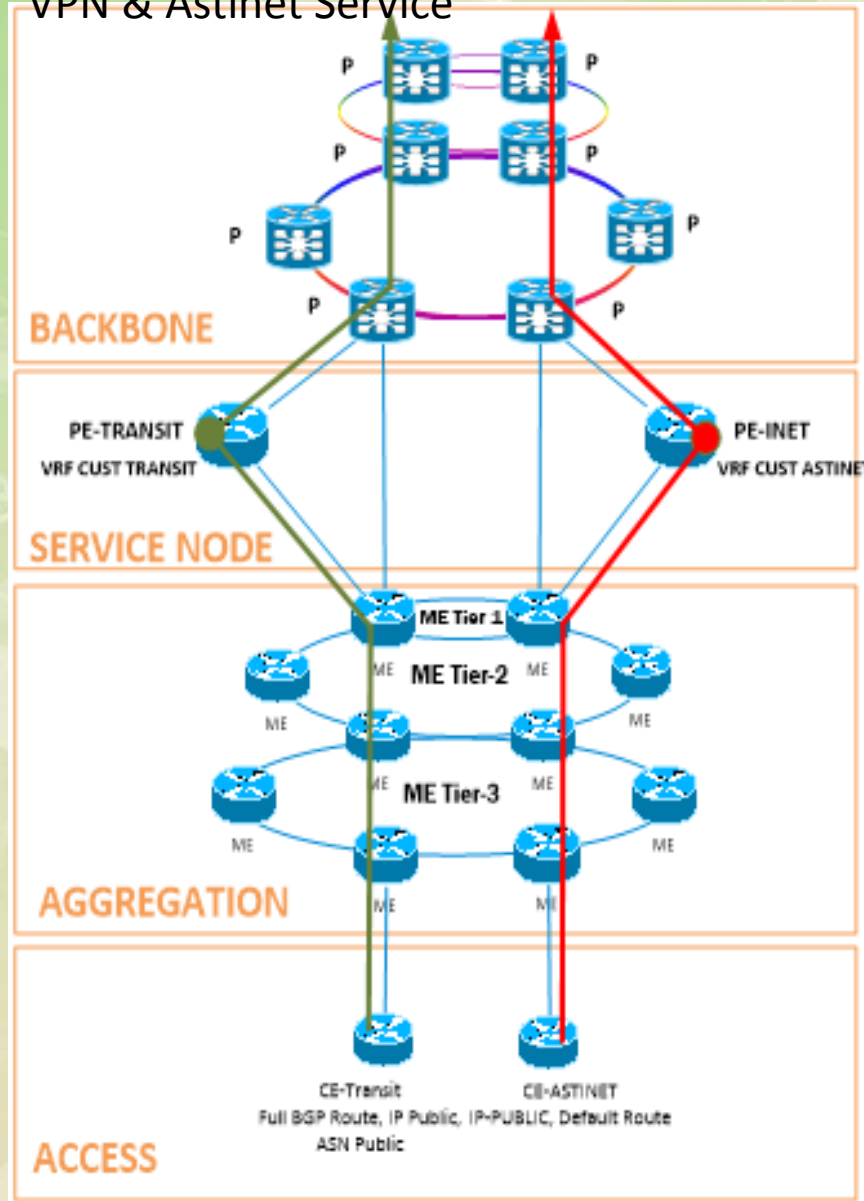 VPN & Astinet Service
P
P
P
P
P
P
P
P
BACKBONE
PE-TRANSIT
PE-INET
VRF CUST TRANSIT
VRF CUST ASTINET
SERVICE NODE
ME Tier 1
ME
ME Tier-2
ME
ME
ME
ME
ME Tier-3
ME
ME
ME
AGGREGATION
ME
ME
CE-Transit
CE-ASTINET
Full BGP Route, IP Public,
IP-PUBLIC, Default Route
ASN Public
ACCESS